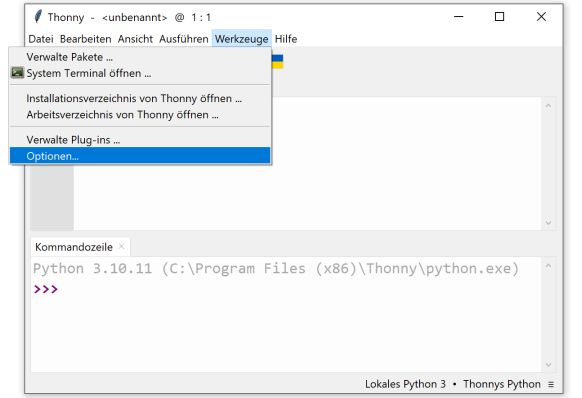 Thonny - <unbenannt> @ 1 : 1
Datei Bearbeiten Ansicht Ausführen Werkzeuge Hilfe
Verwalte Pakete ...
System Terminal öffnen ...
Installationsverzeichnis von Thonny öffnen ...
Arbeitsverzeichnis von Thonny öffnen ...
Verwalte Plug-ins ...
Optionen...
Kommandozeile ×
Python 3.10.11 (C:\Program Files (x86)\Thonny\python.exe)
>>>
Lokales Python 3 • Thonnys Python ≡